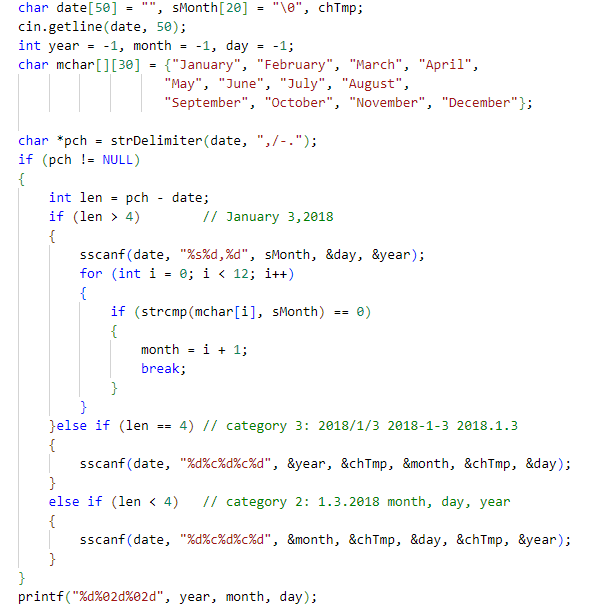 char date[50] = "", sMonth[20] = "\0", chTmp;
cin.getline(date, 50);
int year = -1, month = -1, day = -1;
char mchar[][30] = {"January", "February", "March", "April",
                   "May", "June", "July", "August",
                   "September", "October", "November", "December"};

char *pch = strDelimiter(date, ",/-.");
if (pch != NULL)
{
    int len = pch - date;
    if (len > 4)        // January 3,2018
    {
        sscanf(date, "%s%d,%d", sMonth, &day, &year);
        for (int i = 0; i < 12; i++)
        {
            if (strcmp(mchar[i], sMonth) == 0)
            {
                month = i + 1;
                break;
            }
        }
    }else if (len == 4) // category 3: 2018/1/3 2018-1-3 2018.1.3
    {
        sscanf(date, "%d%c%d%c%d", &year, &chTmp, &month, &chTmp, &day);
    }
    else if (len < 4)   // category 2: 1.3.2018 month, day, year
    {
        sscanf(date, "%d%c%d%c%d", &month, &chTmp, &day, &chTmp, &year);
    }
}
printf("%d%02d%02d", year, month, day);